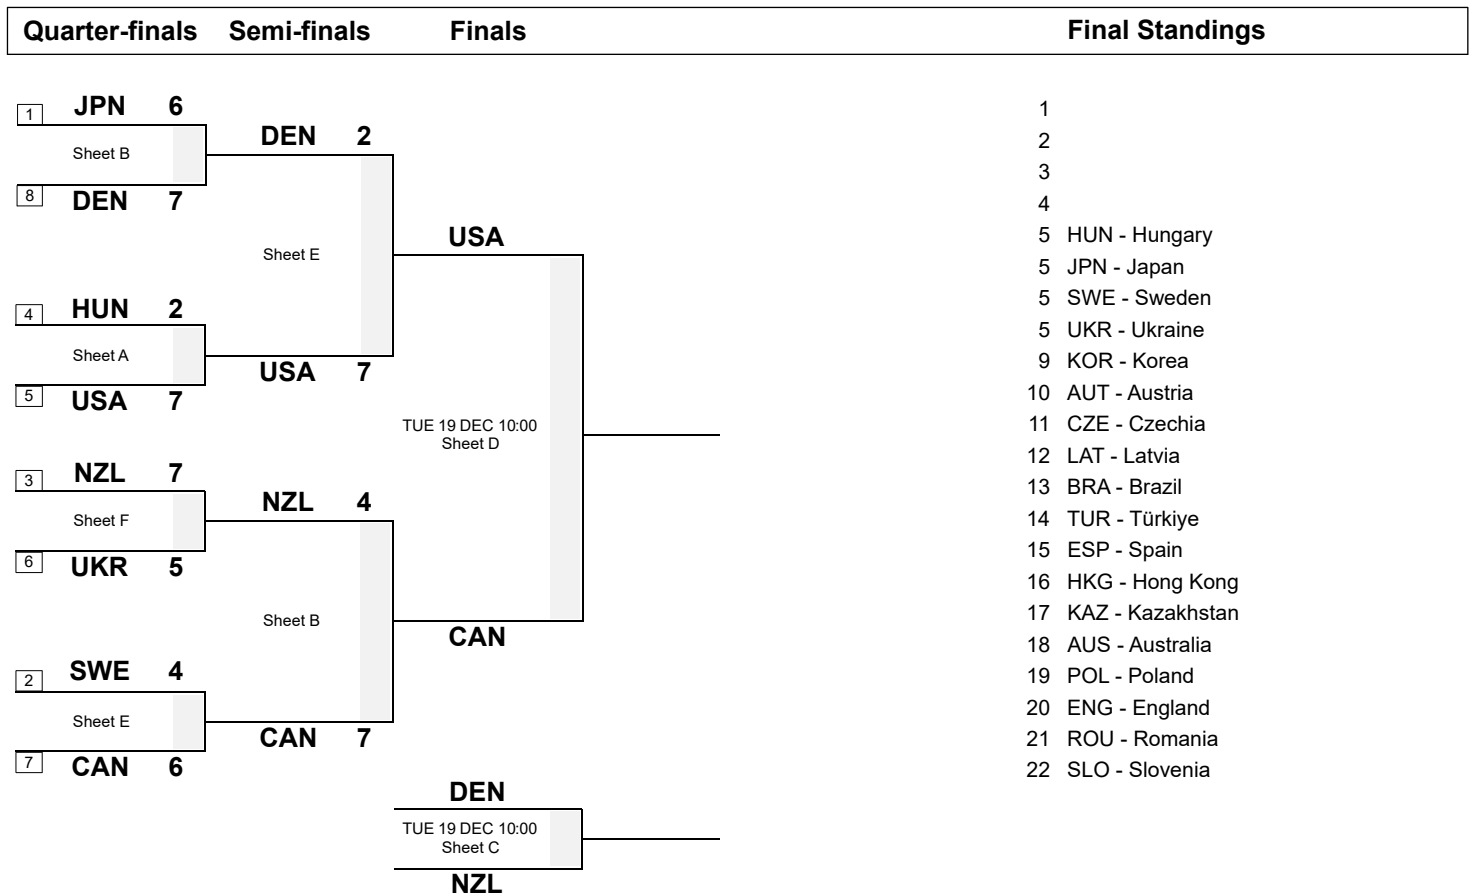 Quarter-finals Semi-finals Finals Final Standings
1 JPN 6
Sheet B
8 DEN 7
4 HUN 2
Sheet A
5 USA 7
3 NZL 7
Sheet F
6 UKR 5
2 SWE 4
Sheet E
7 CAN 6
DEN 2
Sheet E
USA 7
NZL 4
Sheet B
CAN 7
USA
TUE 19 DEC 10:00
Sheet D
CAN
DEN
TUE 19 DEC 10:00
Sheet C
NZL
1
2
3
4
5 HUN - Hungary
5 JPN - Japan
5 SWE - Sweden
5 UKR - Ukraine
9 KOR - Korea
10 AUT - Austria
11 CZE - Czechia
12 LAT - Latvia
13 BRA - Brazil
14 TUR - Türkiye
15 ESP - Spain
16 HKG - Hong Kong
17 KAZ - Kazakhstan
18 AUS - Australia
19 POL - Poland
20 ENG - England
21 ROU - Romania
22 SLO - Slovenia